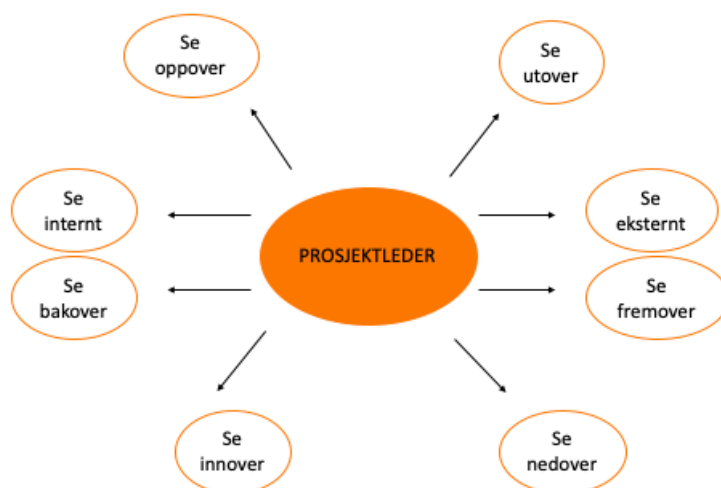 Se
oppover
Se
utover
Se
internt
Se
eksternt
PROSJEKTLEDER
Se
bakover
Se
fremover
Se
innover
Se
nedover